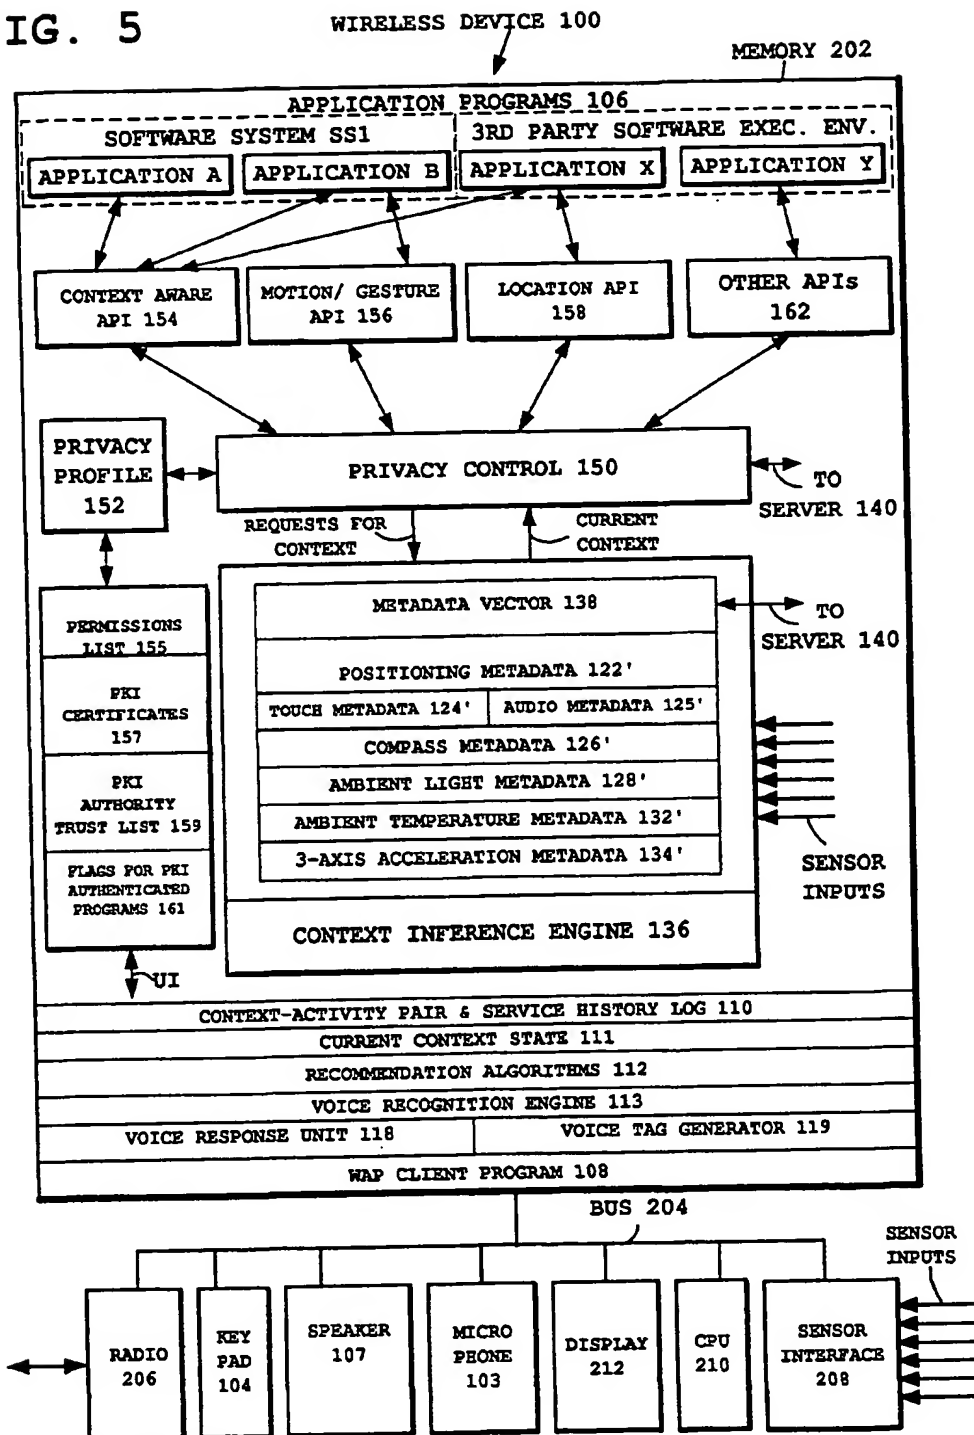 IG. 5
WIRELESS DEVICE 100
MEMORY 202
APPLICATION PROGRAMS 106
SOFTWARE SYSTEM SS1
3RD PARTY SOFTWARE EXEC. ENV.
APPLICATION A
APPLICATION B
APPLICATION X
APPLICATION Y
CONTEXT AWARE
API 154
MOTION/ GESTURE
API 156
LOCATION API
158
OTHER APIs
162
PRIVACY
PROFILE
152
PRIVACY CONTROL 150
TO
SERVER 140
REQUESTS FOR
CONTEXT
CURRENT
CONTEXT
PERMISSIONS
LIST 155
PKI
CERTIFICATES
157
PKI
AUTHORITY
TRUST LIST 159
FLAGS FOR PKI
AUTHENTICATED
PROGRAMS 161
UI
METADATA VECTOR 138
TO
SERVER 140
POSITIONING METADATA 122'
TOUCH METADATA 124'
AUDIO METADATA 125'
COMPASS METADATA 126'
AMBIENT LIGHT METADATA 128'
AMBIENT TEMPERATURE METADATA 132'
3-AXIS ACCELERATION METADATA 134'
SENSOR
INPUTS
CONTEXT INFERENCE ENGINE 136
CONTEXT-ACTIVITY PAIR & SERVICE HISTORY LOG 110
CURRENT CONTEXT STATE 111
RECOMMENDATION ALGORITHMS 112
VOICE RECOGNITION ENGINE 113
VOICE RESPONSE UNIT 118
VOICE TAG GENERATOR 119
WAP CLIENT PROGRAM 108
BUS 204
SENSOR
INPUTS
RADIO
206
KEY
PAD
104
SPEAKER
107
MICRO
PHONE
103
DISPLAY
212
CPU
210
SENSOR
INTERFACE
208